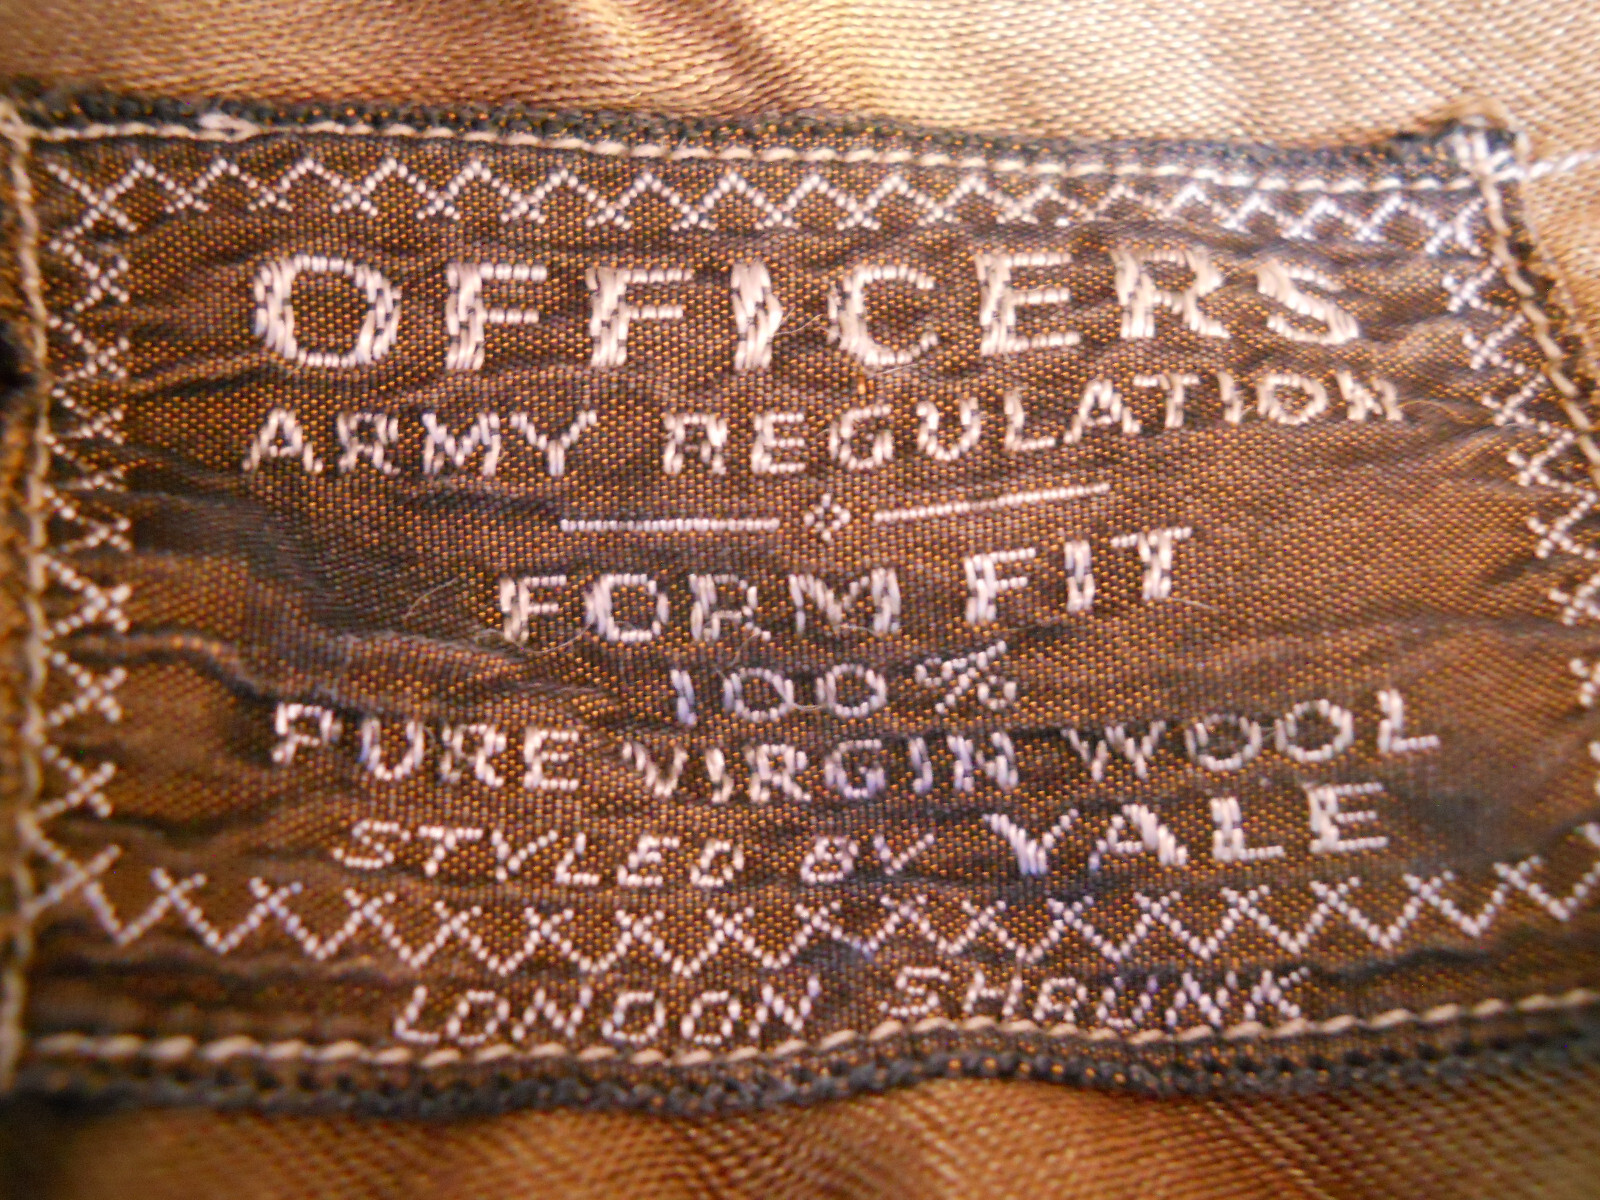 OFFICERS
ARMY REGULATION
FORM FIT
100%
PURE VIRGIN WOOL
STYLED BY YALE
LONDON SHRUNK